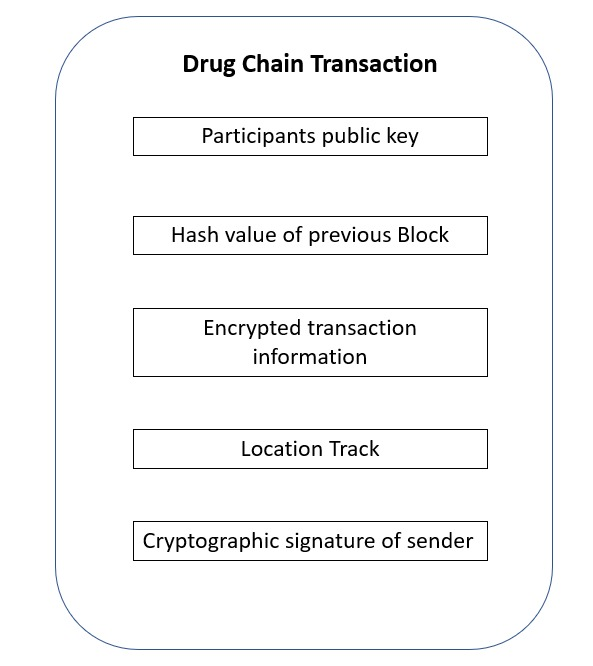 Drug Chain Transaction
Participants public key
Hash value of previous Block
Encrypted transaction
information
Location Track
Cryptographic signature of sender